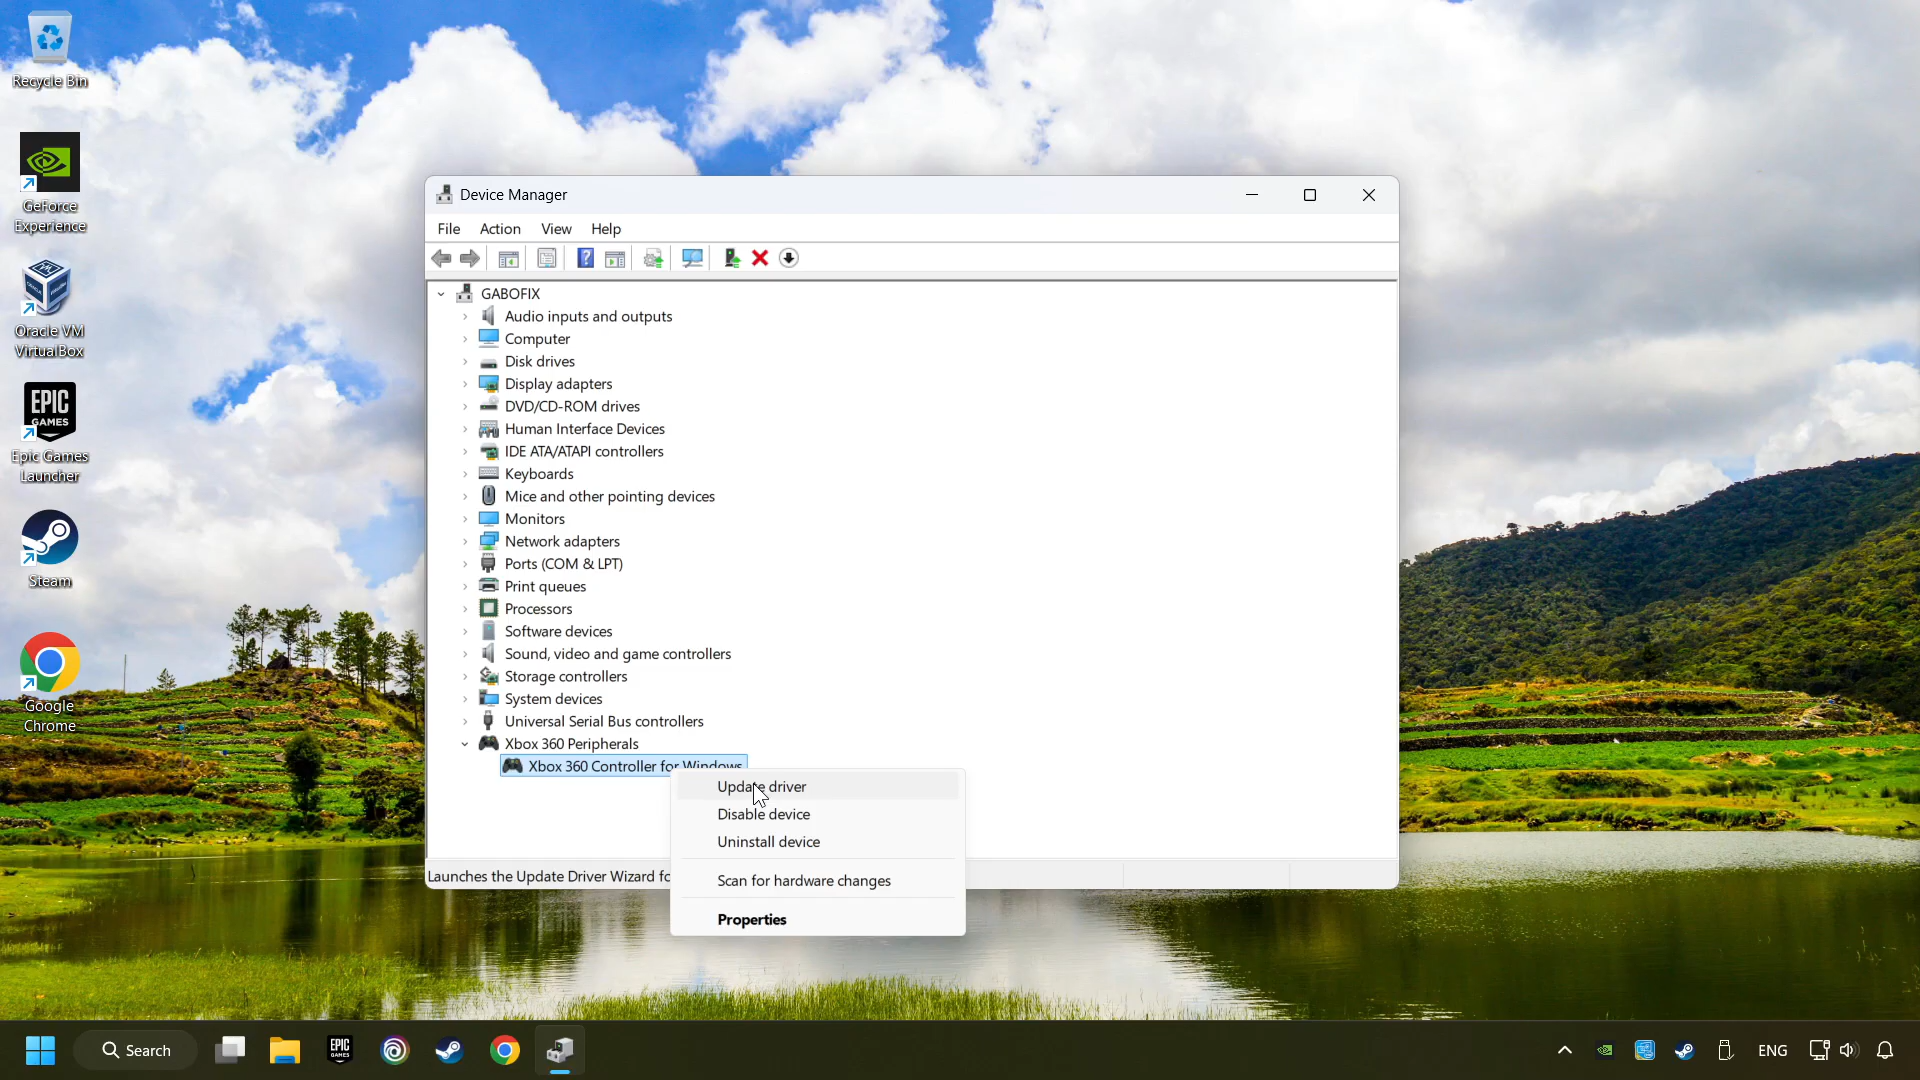 Recycle Bin
GeForce
Experience
Oracle VM
VirtualBox
EPIC
GAMES
Epic Games
Launcher
Steam
Google
Chrome
Device Manager
File Action View Help
GABOFIX
Audio inputs and outputs
Computer
Disk drives
Display adapters
DVD/CD-ROM drives
Human Interface Devices
IDE ATA/ATAPI controllers
Keyboards
Mice and other pointing devices
Monitors
Network adapters
Ports (COM & LPT)
Print queues
Processors
Software devices
Sound, video and game controllers
Storage controllers
System devices
Universal Serial Bus controllers
Xbox 360 Peripherals
Xbox 360 Controller for Windows
Update driver
Disable device
Uninstall device
Scan for hardware changes
Properties
Launches the Update Driver Wizard fo
Search
EPIC
GAMES
ENG